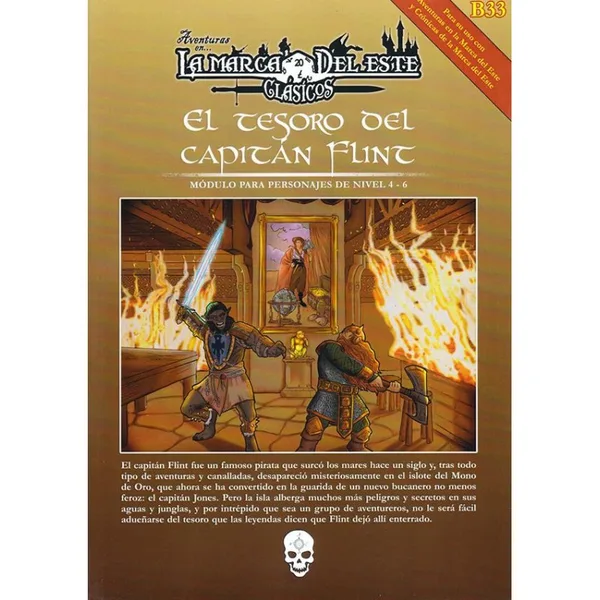 B33
Para su uso con
Aventuras en la Marca del Este
y Crónicas de la Marca del Este
Aventuras
en...
LA MARCA DEL ESTE
20
CLÁSICOS
EL TESORO DEL
CAPITÁN FLINT
MÓDULO PARA PERSONAJES DE NIVEL 4 - 6
El capitán Flint fue un famoso pirata que surcó los mares hace un siglo y, tras todo
tipo de aventuras y canalladas, desapareció misteriosamente en el islote del Mono
de Oro, que ahora se ha convertido en la guarida de un nuevo bucanero no menos
feroz: el capitán Jones. Pero la isla alberga muchos más peligros y secretos en sus
aguas y junglas, y por intrépido que sea un grupo de aventureros, no le será fácil
adueñarse del tesoro que las leyendas dicen que Flint dejó allí enterrado.